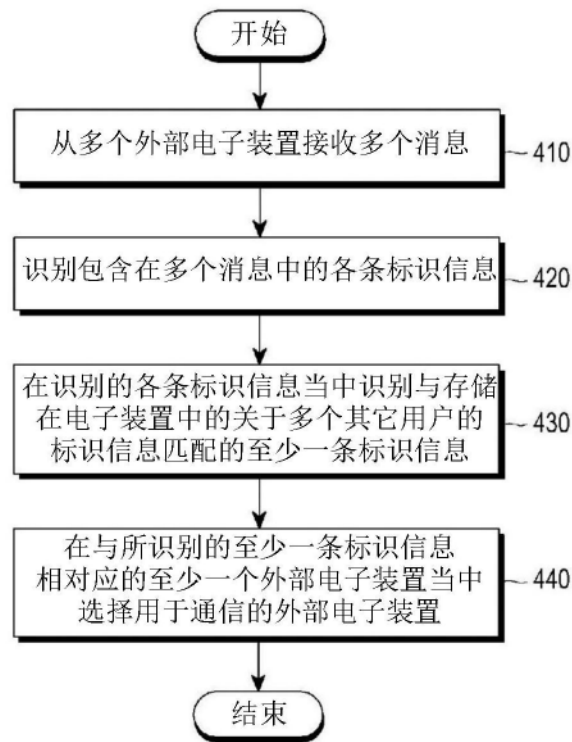 开始
从多个外部电子装置接收多个消息
410
识别包含在多个消息中的各条标识信息
420
在识别的各条标识信息当中识别与存储
在电子装置中的关于多个其它用户的
标识信息匹配的至少一条标识信息
430
在与所识别的至少一条标识信息
相对应的至少一个外部电子装置当中
选择用于通信的外部电子装置
440
结束